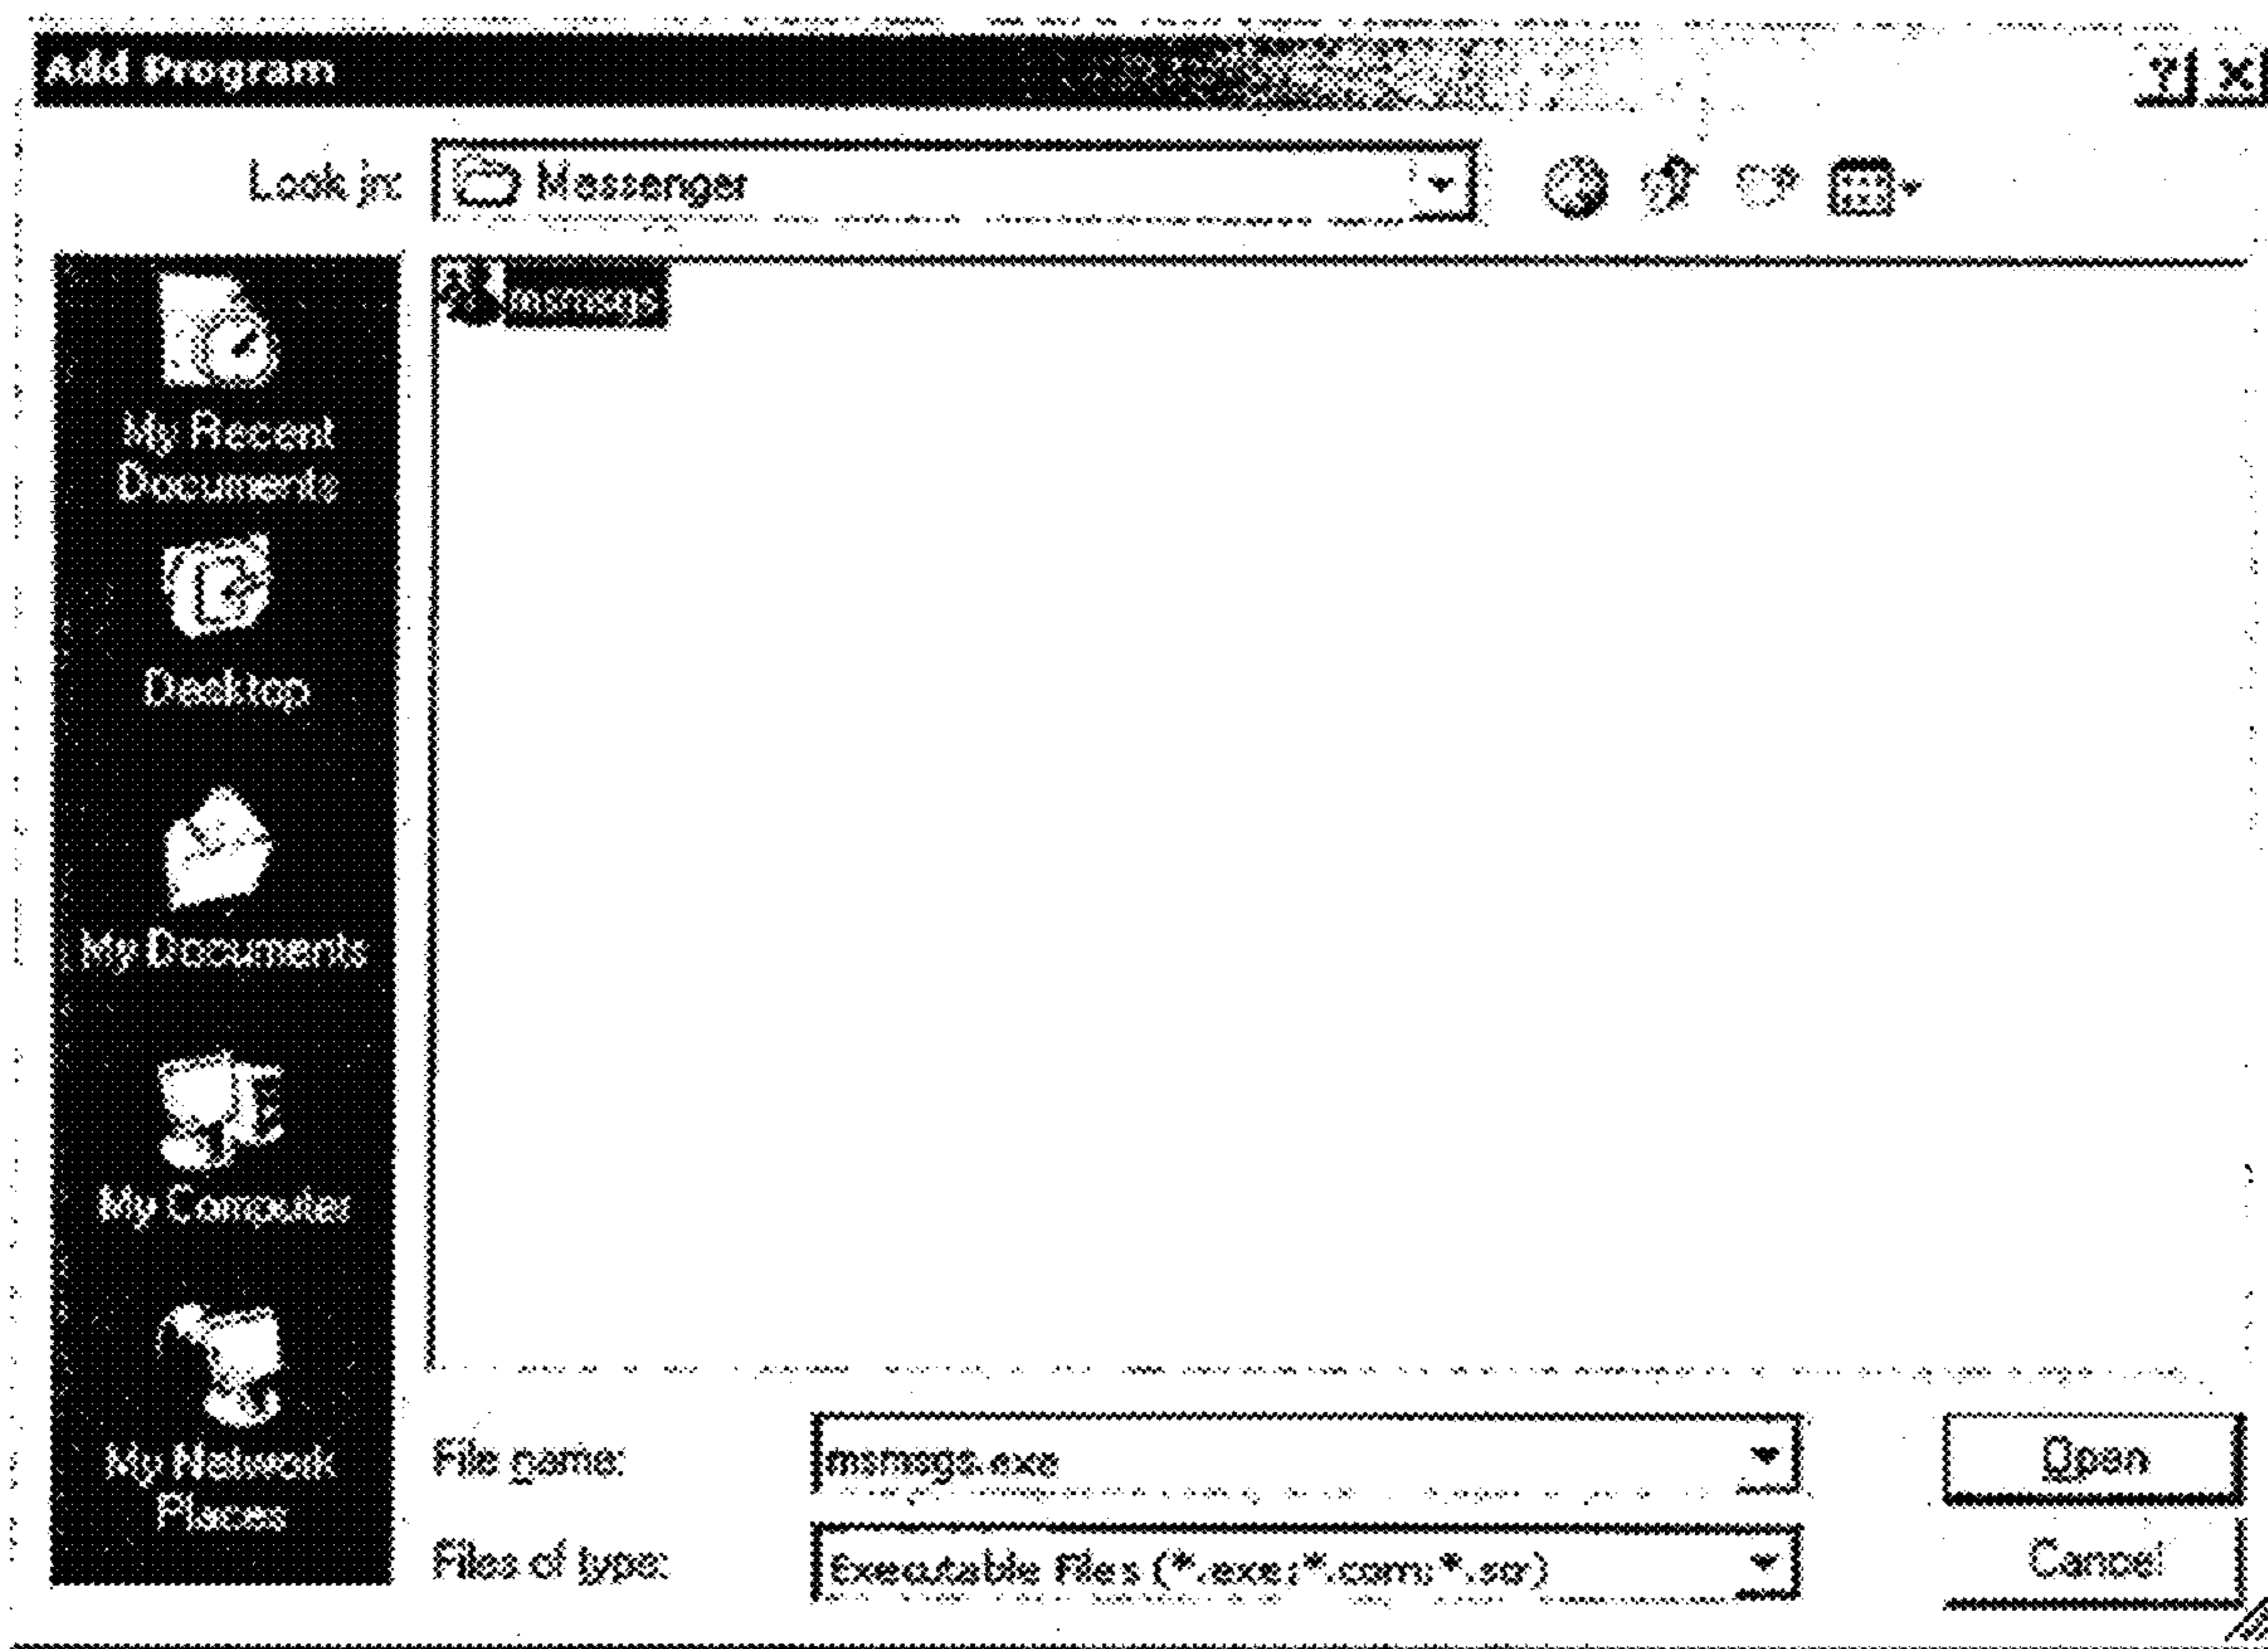 Add Program
? X
Look in: Messenger
msmsgs
My Recent
Documents
Desktop
My Documents
My Computer
My Network
Places
File name: msmsgs.exe
Open
Files of type: Executable Files (*.exe;*.com;*.scr)
Cancel